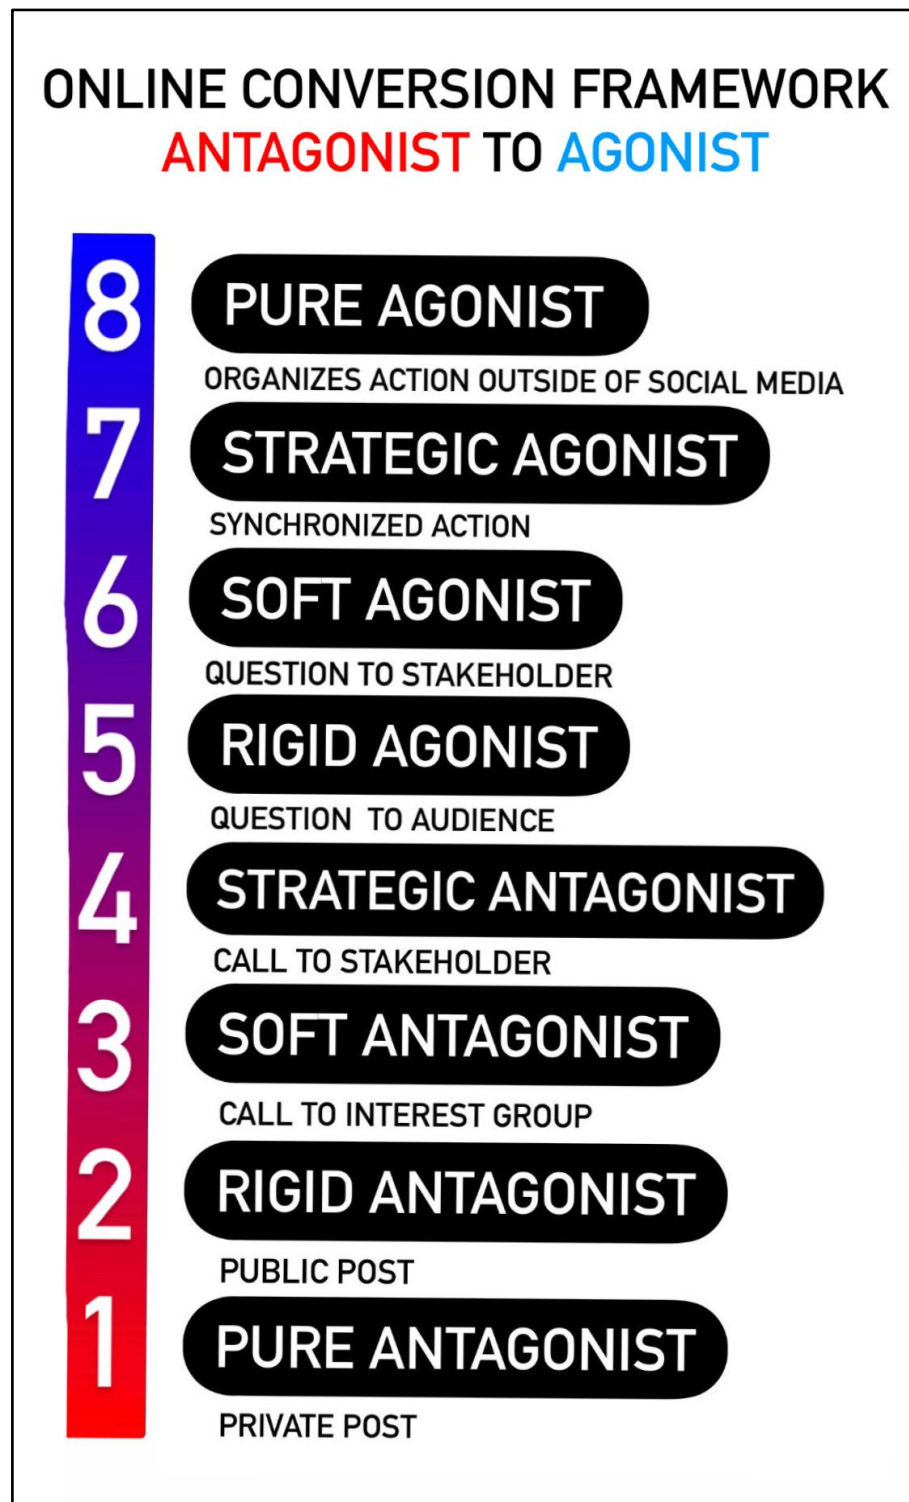 ONLINE CONVERSION FRAMEWORK
ANTAGONIST TO AGONIST
8
PURE AGONIST
ORGANIZES ACTION OUTSIDE OF SOCIAL MEDIA
7
STRATEGIC AGONIST
SYNCHRONIZED ACTION
6
SOFT AGONIST
QUESTION TO STAKEHOLDER
5
RIGID AGONIST
QUESTION TO AUDIENCE
4
STRATEGIC ANTAGONIST
CALL TO STAKEHOLDER
3
SOFT ANTAGONIST
CALL TO INTEREST GROUP
2
RIGID ANTAGONIST
PUBLIC POST
1
PURE ANTAGONIST
PRIVATE POST